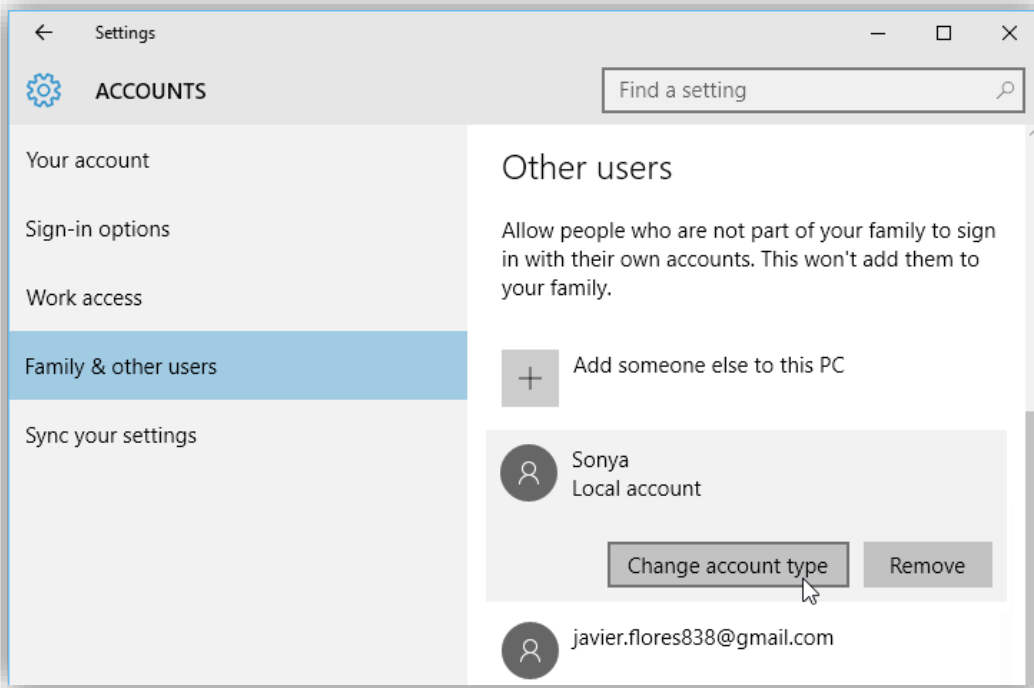 Settings
ACCOUNTS
Find a setting
Your account
Sign-in options
Work access
Family & other users
Sync your settings
Other users
Allow people who are not part of your family to sign
in with their own accounts. This won't add them to
your family.
Add someone else to this PC
Sonya
Local account
Change account type
Remove
javier.flores838@gmail.com